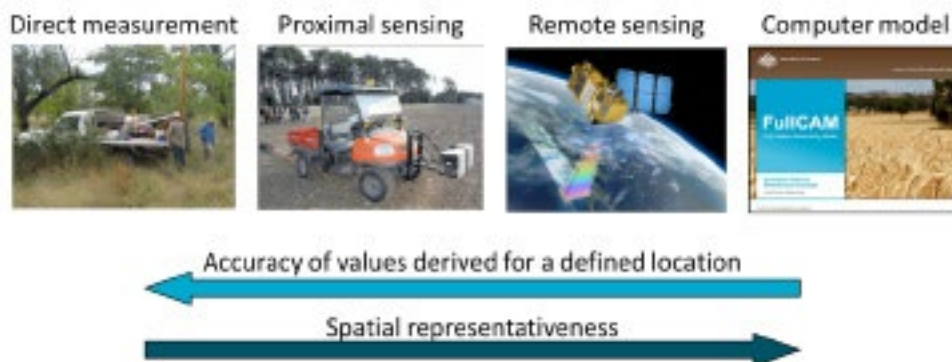 Direct measurement
Proximal sensing
Remote sensing
Computer model
FullCAM
Accuracy of values derived for a defined location
Spatial representativeness